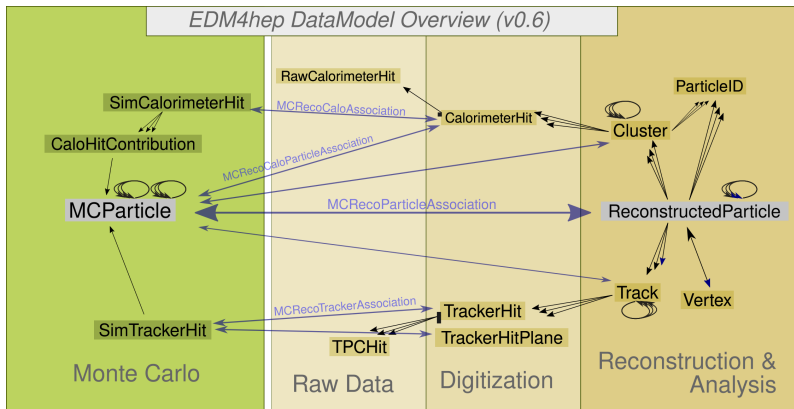 EDM4hep DataModel Overview (v0.6)
RawCalorimeterHit
ParticleID
SimCalorimeterHit
MCRecoCaloAssociation
CalorimeterHit
Cluster
CaloHitContribution
MCRecoCaloParticleAssociation
MCParticle
MCRecoParticleAssociation
ReconstructedParticle
Track
Vertex
MCRecoTrackerAssociation
TrackerHit
SimTrackerHit
TrackerHitPlane
TPCHit
Monte Carlo
Raw Data
Digitization
Reconstruction &
Analysis